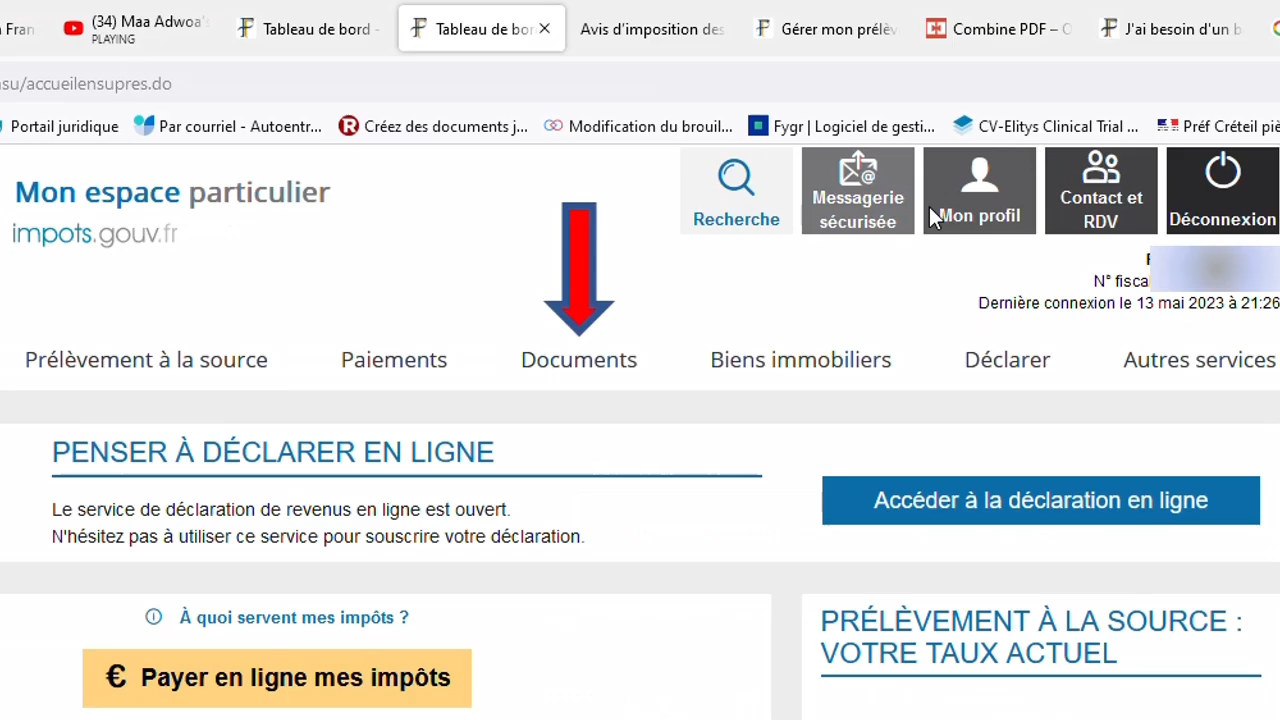 Fran
(34) Maa Adwoa's
PLAYING
Tableau de bord -
Tableau de bor
Avis d'imposition des
Gérer mon prélèv
Combine PDF – O
J'ai besoin d'un b
nsu/accueilensupres.do
Portail juridique
Par courriel - Autoentr...
Créez des documents j...
Modification du brouil...
Fygr | Logiciel de gesti...
CV-Elitys Clinical Trial ...
Préf Créteil piè
Mon espace particulier
impots.gouv.fr
Recherche
Messagerie
sécurisée
Mon profil
Contact et
RDV
Déconnexion
N° fiscal
Dernière connexion le 13 mai 2023 à 21:26
Prélèvement à la source
Paiements
Documents
Biens immobiliers
Déclarer
Autres services
PENSER À DÉCLARER EN LIGNE
Le service de déclaration de revenus en ligne est ouvert.
N'hésitez pas à utiliser ce service pour souscrire votre déclaration.
Accéder à la déclaration en ligne
À quoi servent mes impôts ?
€ Payer en ligne mes impôts
PRÉLÈVEMENT À LA SOURCE :
VOTRE TAUX ACTUEL